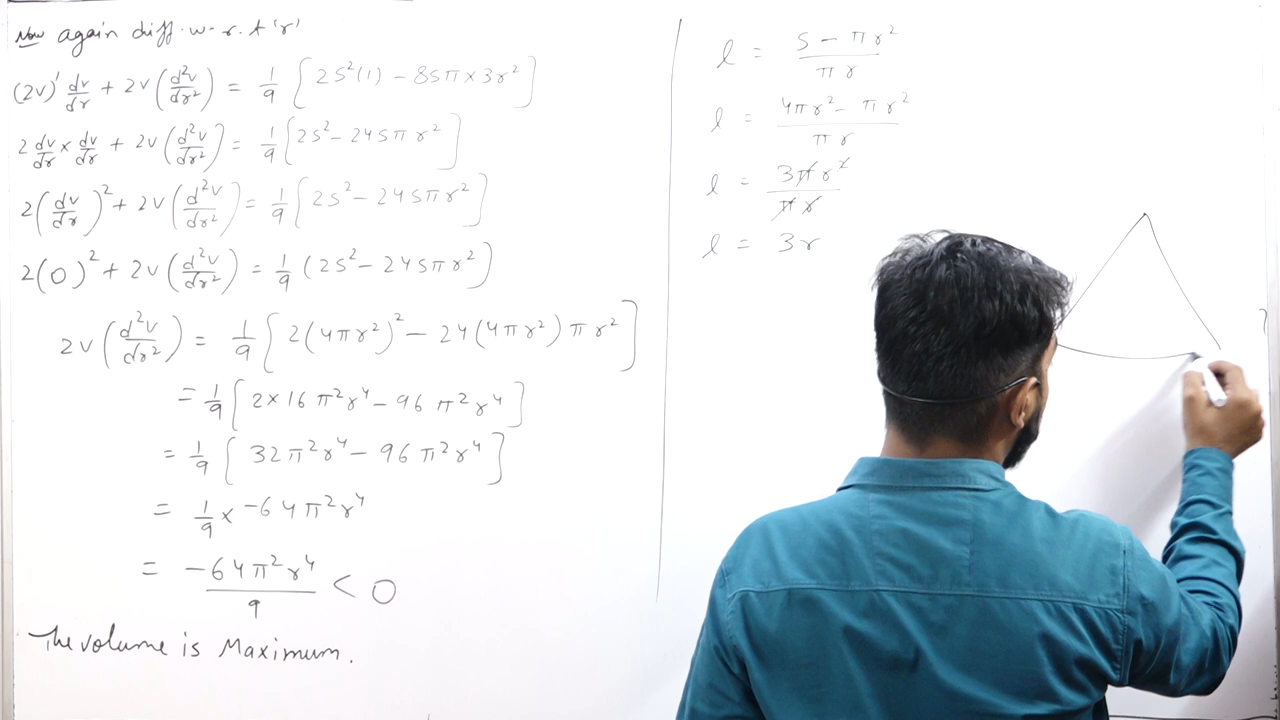 Now again diff. w.r.t 'r'
(2v)' dv/dr + 2v(d²v/dr²) = 1/9 [2S²(1) - 8Sπ×3r²]
2 dv/dr × dv/dr + 2v(d²v/dr²) = 1/9 [2S² - 24Sπr²]
2(dv/dr)² + 2v(d²v/dr²) = 1/9 [2S² - 24Sπr²]
2(0)² + 2v(d²v/dr²) = 1/9 (2S² - 24Sπr²)
2v(d²v/dr²) = 1/9 [2(4πr²)² - 24(4πr²)πr²]
= 1/9 [2×16π²r⁴ - 96π²r⁴]
= 1/9 [32π²r⁴ - 96π²r⁴]
= 1/9 × -64π²r⁴
= -64π²r⁴/9 < 0
The volume is Maximum.
l = S - πr²/πr
l = 4πr² - πr²/πr
l = 3πr²/πr
l = 3r